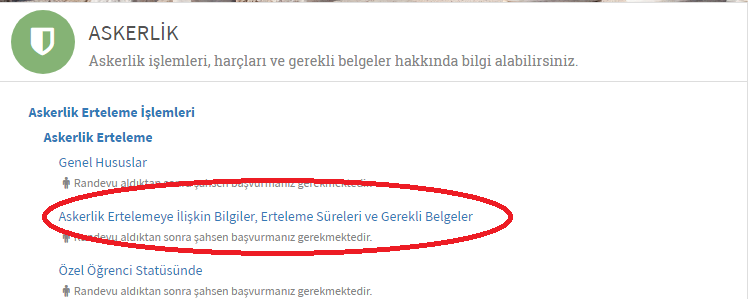 ASKERLİK
Askerlik işlemleri, harçları ve gerekli belgeler hakkında bilgi alabilirsiniz.
Askerlik Erteleme İşlemleri
Askerlik Erteleme
Genel Hususlar
Randevu aldıktan sonra şahsen başvurmanız gerekmektedir.
Askerlik Ertelemeye İlişkin Bilgiler, Erteleme Süreleri ve Gerekli Belgeler
Randevu aldıktan sonra şahsen başvurmanız gerekmektedir.
Özel Öğrenci Statüsünde
Randevu aldıktan sonra şahsen başvurmanız gerekmektedir.